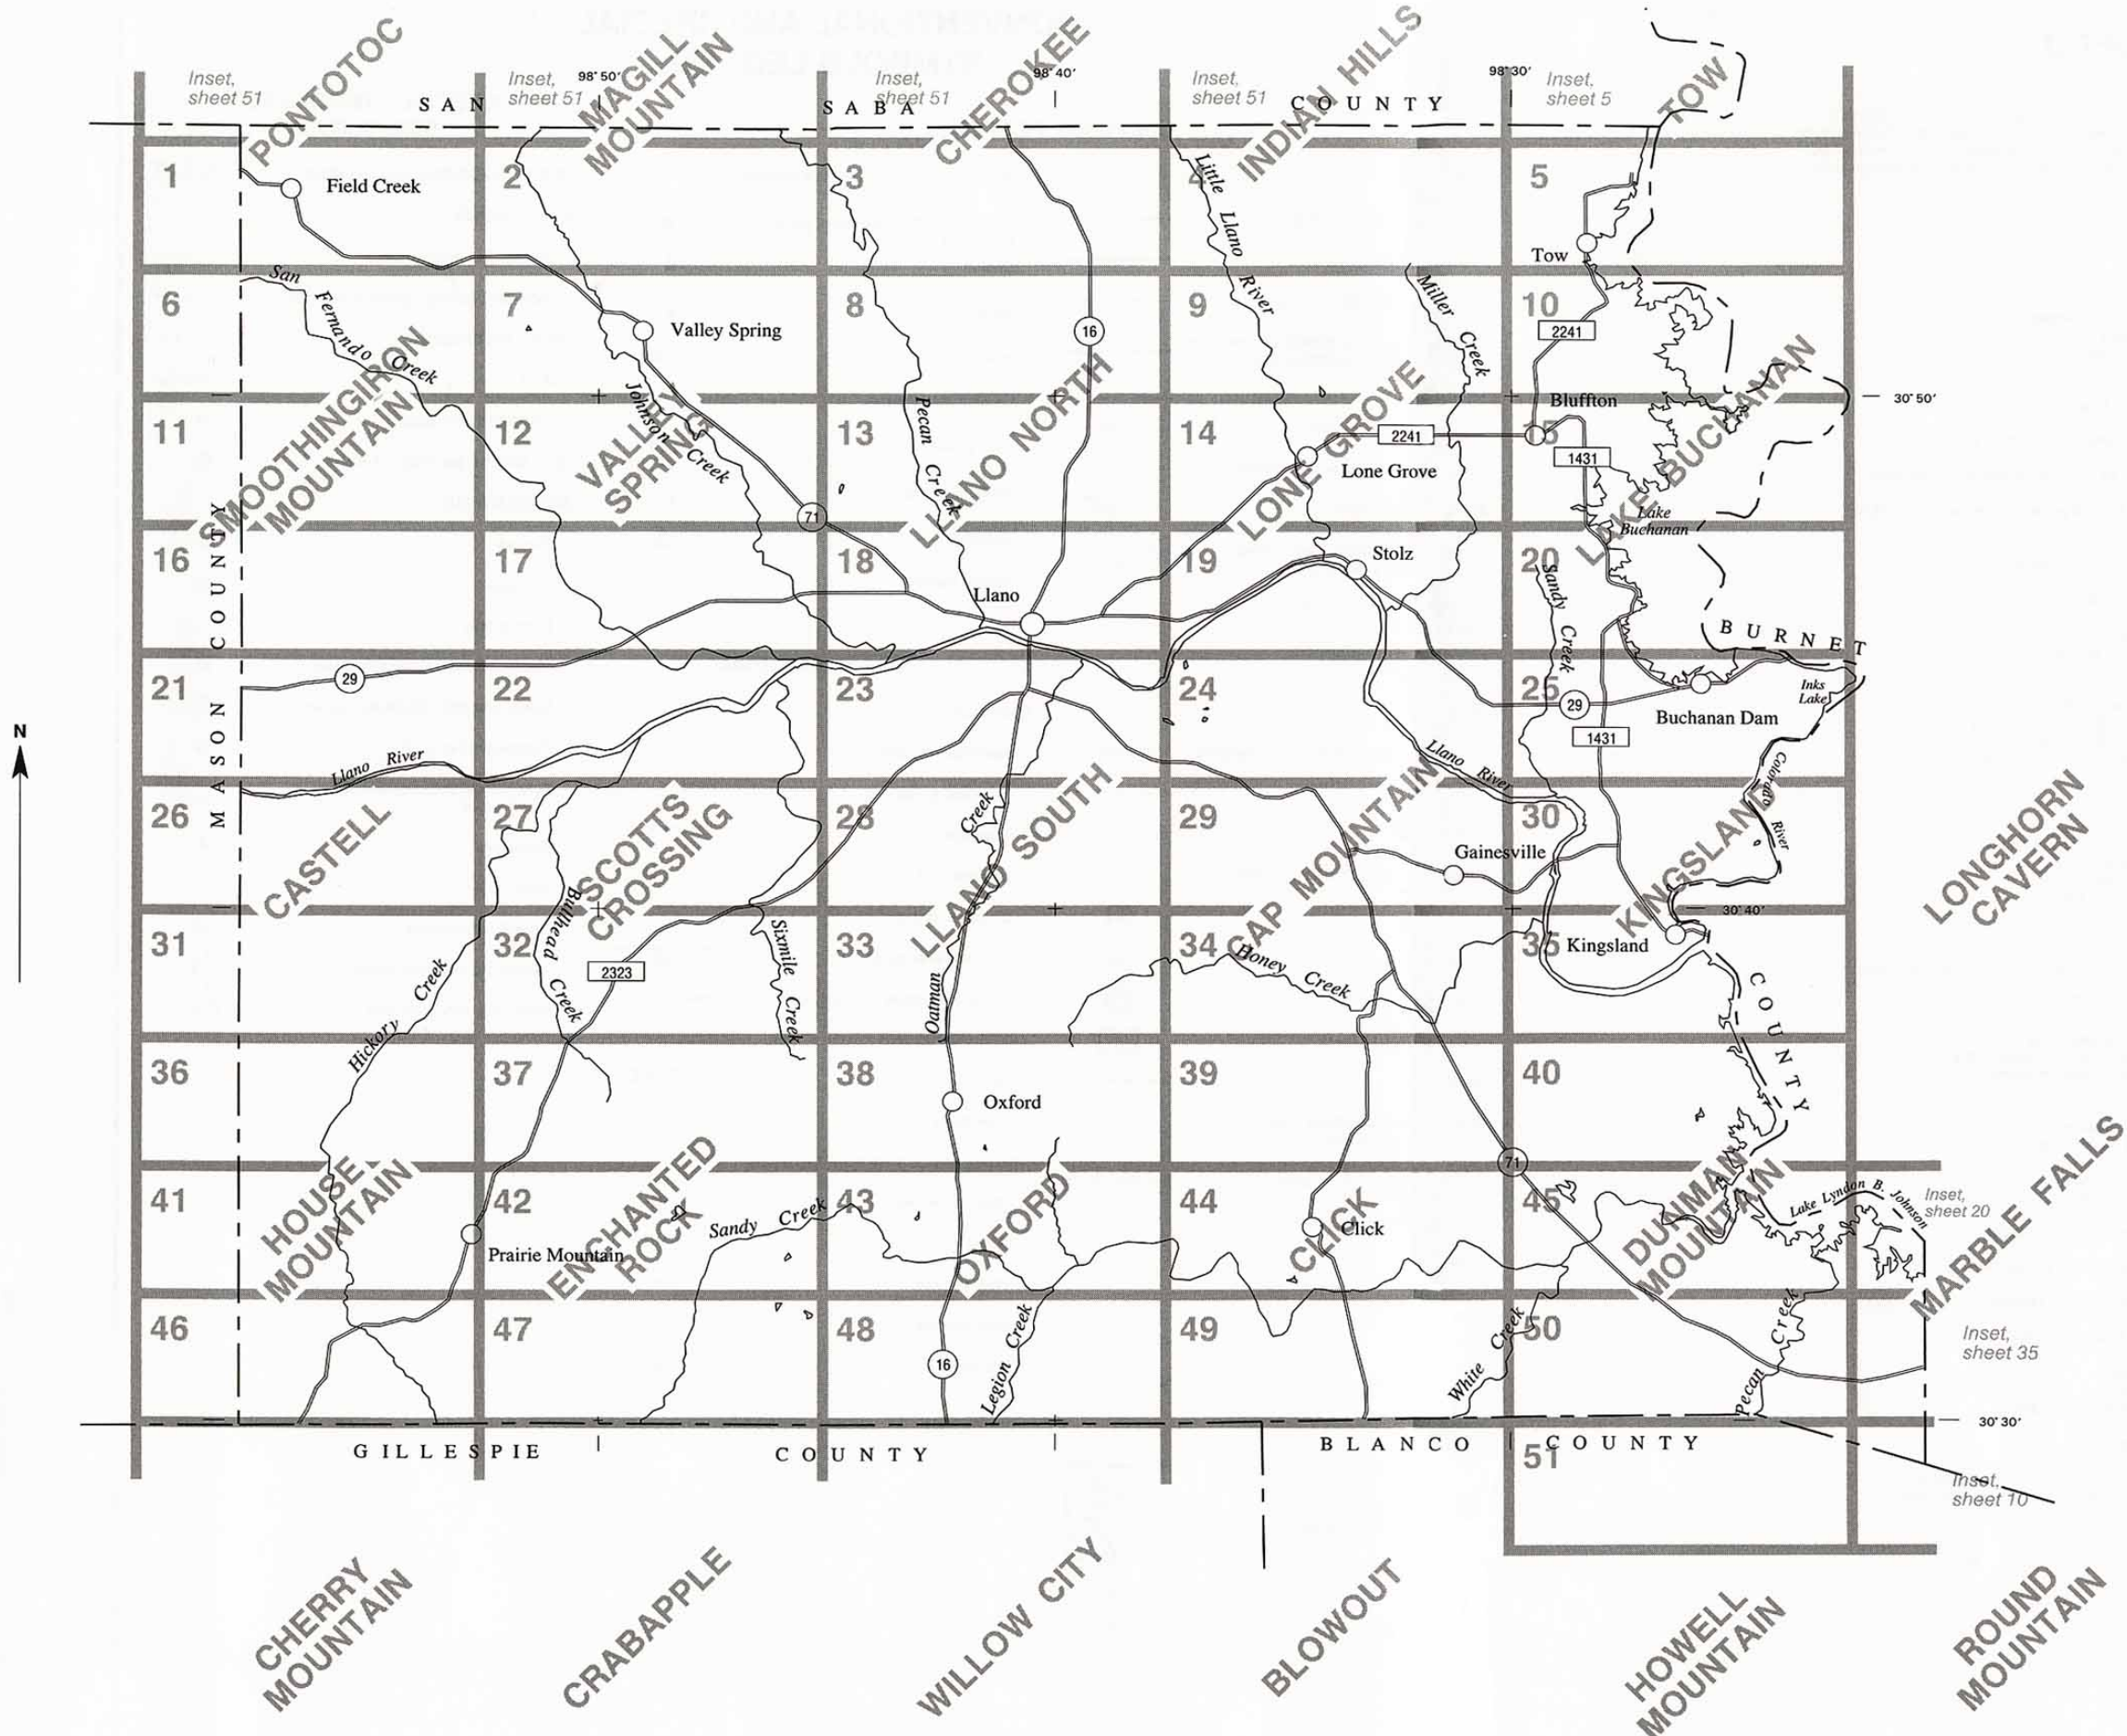 Inset,
sheet 51
PONTOTOC
Inset,
sheet 51
98° 50'
MAGILL
MOUNTAIN
Inset,
sheet 51
CHEROKEE
98° 40'
Inset,
sheet 51
INDIAN HILLS
98° 30'
Inset,
sheet 5
TOW
SAN SABA COUNTY
1
Field Creek
2
3
4
Little Llano River
5
Tow
6
San Fernando Creek
7
Valley Spring
8
16
9
Miller Creek
10
2241
SMOOTHINGIRON
MOUNTAIN
VALLEY
SPRING
Johnson Creek
Pecan Creek
LLANO NORTH
LONE GROVE
LAKE BUCHANAN
30° 50'
11
12
13
14
2241
Lone Grove
Bluffton
15
1431
71
Lake
Buchanan
16
17
18
Llano
19
Stolz
20
Sandy Creek
BURNET
MASON COUNTY
21
29
22
23
24
25
29
Buchanan Dam
Inks
Lake
1431
Llano River
Llano River
Colorado River
N
26
CASTELL
27
SCOTTS
CROSSING
28
Creek
LLANO SOUTH
29
CAP MOUNTAIN
Gainesville
30
KINGSLAND
LONGHORN
CAVERN
30° 40'
31
Hickory Creek
32
Bullhead Creek
2323
Sixmile Creek
33
Oatman
34
Honey Creek
35
Kingsland
COUNTY
36
37
38
Oxford
39
40
71
41
HOUSE
MOUNTAIN
42
Prairie Mountain
ENCHANTED
ROCK
Sandy Creek
43
OXFORD
44
CLICK
Click
45
DUNMAN
MOUNTAIN
Lake Lyndon B. Johnson
Inset,
sheet 20
MARBLE FALLS
46
47
48
16
Legion Creek
49
White Creek
50
Pecan Creek
Inset,
sheet 35
30° 30'
GILLESPIE COUNTY
BLANCO COUNTY
51
Inset,
sheet 10
CHERRY
MOUNTAIN
CRABAPPLE
WILLOW CITY
BLOWOUT
HOWELL
MOUNTAIN
ROUND
MOUNTAIN